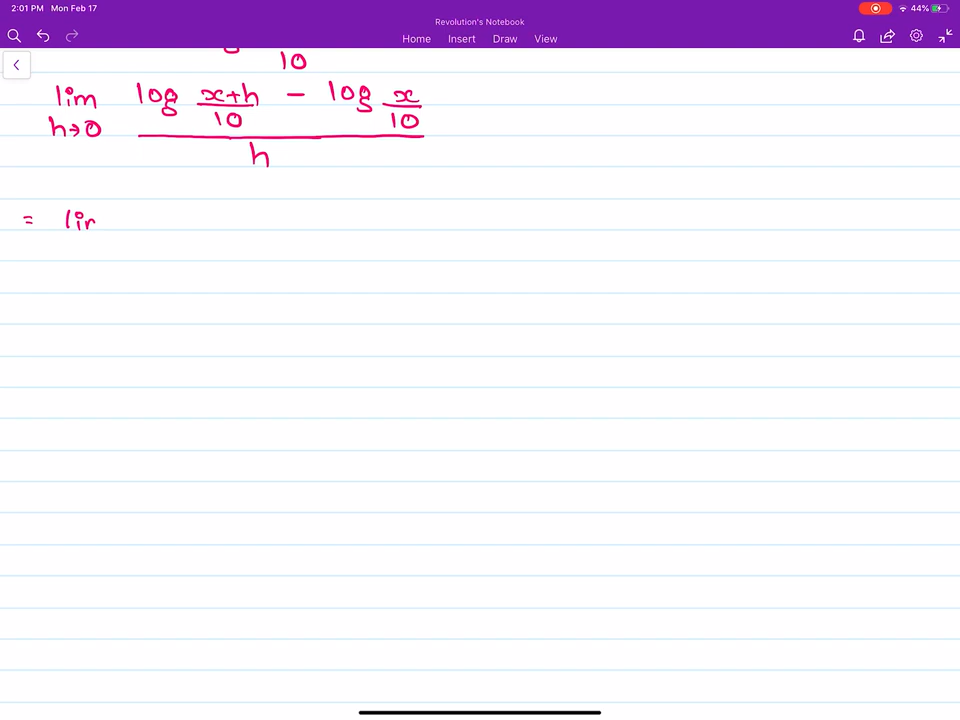 2:01 PM Mon Feb 17
44%
Revolution's Notebook
Home Insert Draw View
10
lim log x+h - log x
h→0 10 10
h
= lir